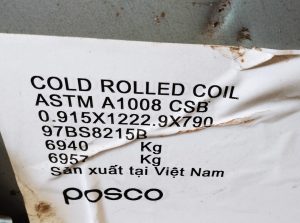 COLD ROLLED COIL
ASTM A1008 CSB
0.915X1222.9X790
97BS8215B
6940 Kg
6957 Kg
Sản xuất tại Việt Nam
posco